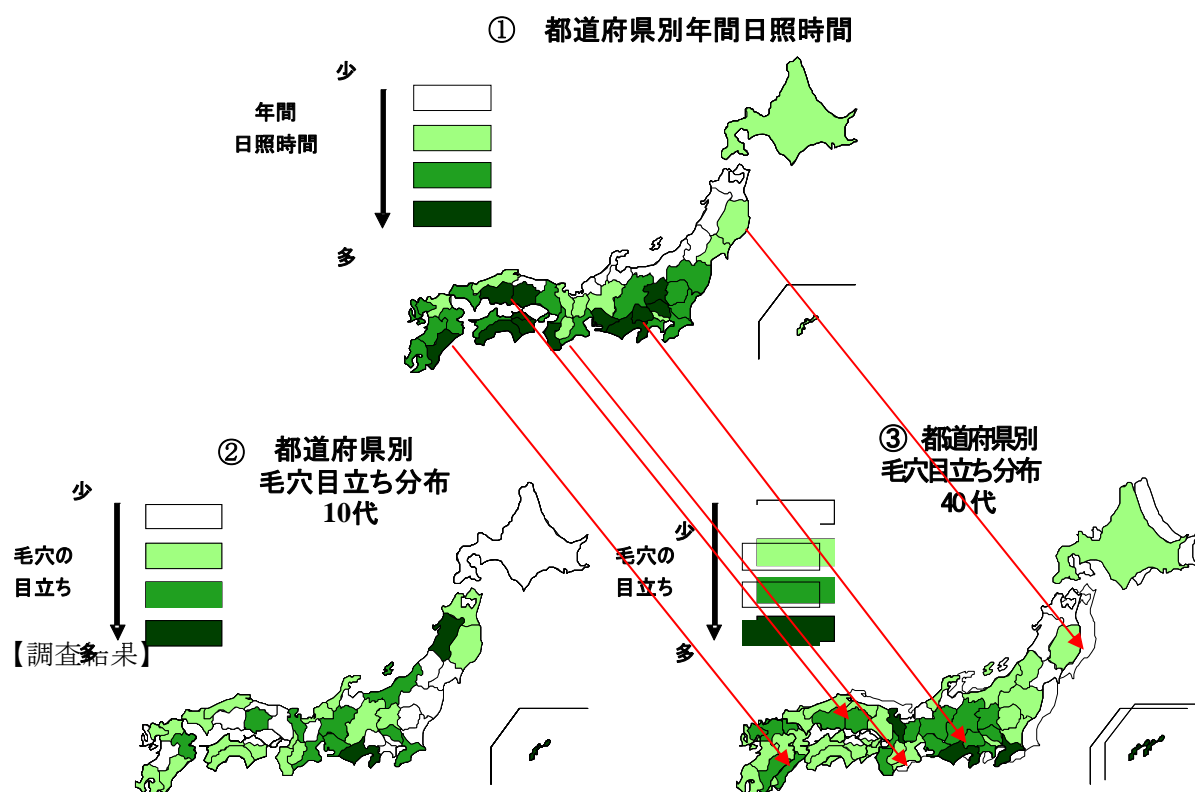 ① 都道府県別年間日照時間
少
年間
日照時間
多
② 都道府県別
毛穴目立ち分布
10代
少
毛穴の
目立ち
多
【調査結果】
③ 都道府県別
毛穴目立ち分布
40代
少
毛穴の
目立ち
多